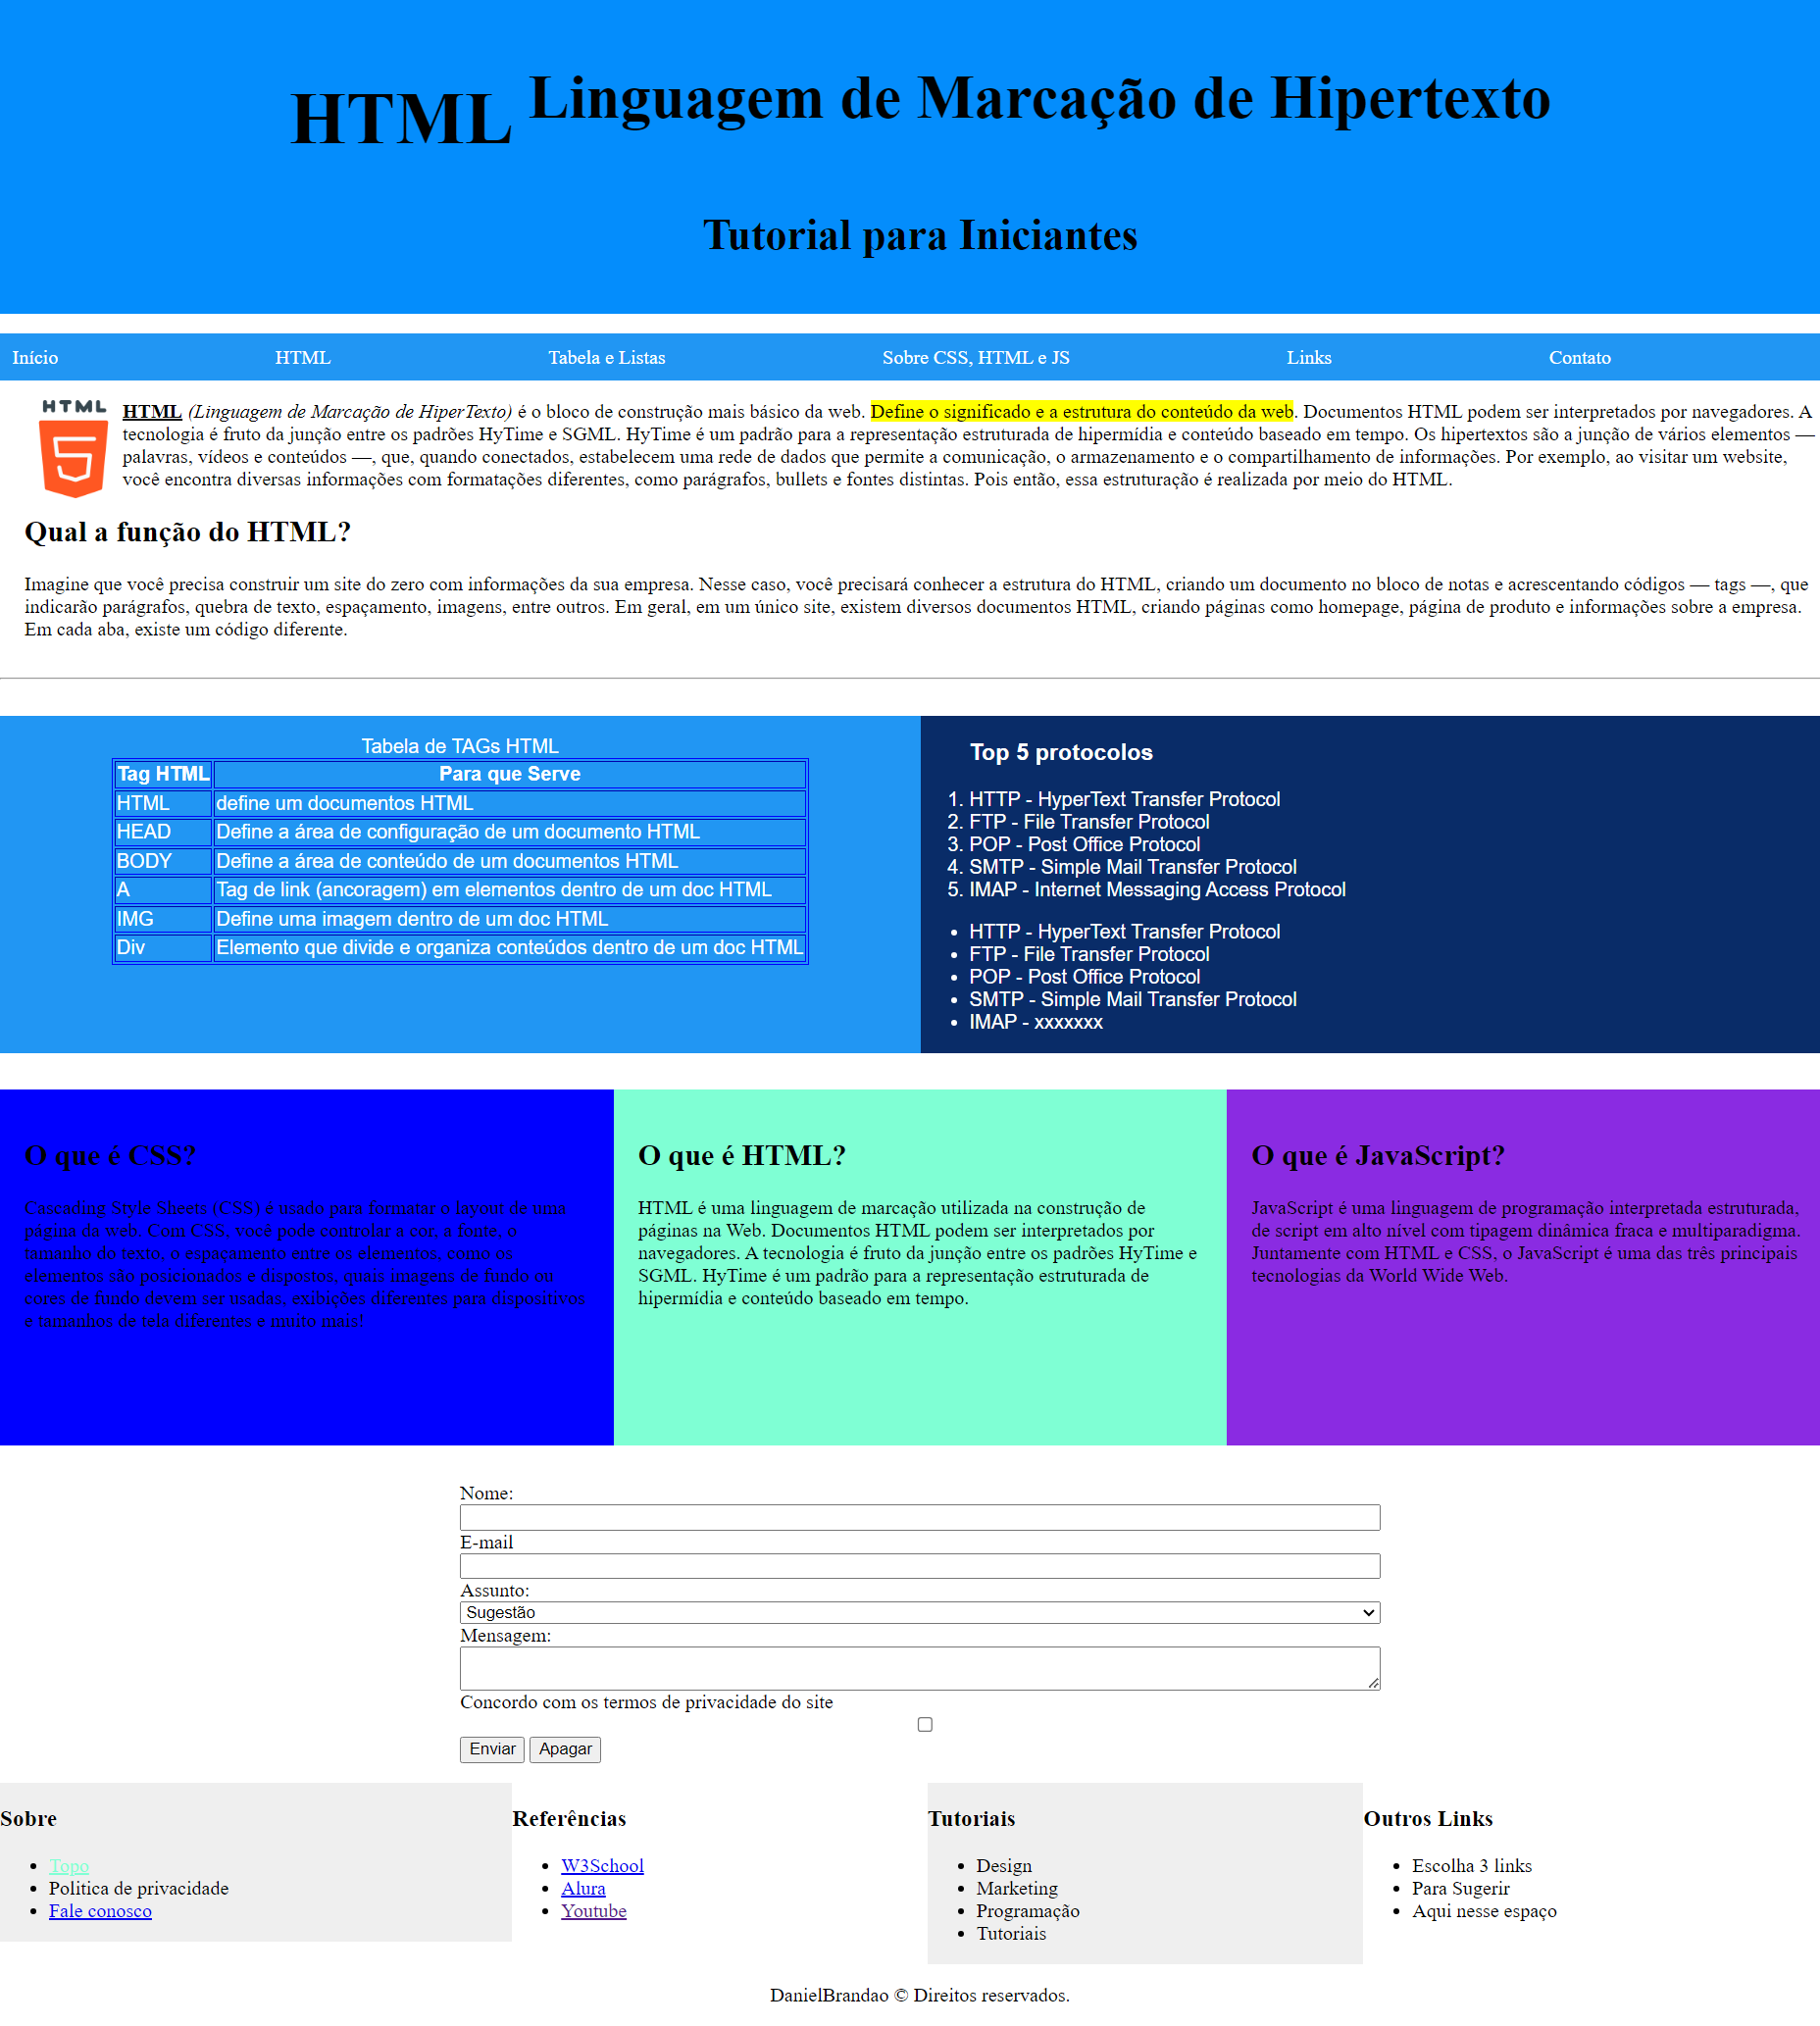 HTML Linguagem de Marcação de Hipertexto
Tutorial para Iniciantes
Início HTML Tabela e Listas Sobre CSS, HTML e JS Links Contato
HTML
5
HTML (Linguagem de Marcação de HiperTexto) é o bloco de construção mais básico da web. Define o significado e a estrutura do conteúdo da web. Documentos HTML podem ser interpretados por navegadores. A
tecnologia é fruto da junção entre os padrões HyTime e SGML. HyTime é um padrão para a representação estruturada de hipermídia e conteúdo baseado em tempo. Os hipertextos são a junção de vários elementos —
palavras, vídeos e conteúdos —, que, quando conectados, estabelecem uma rede de dados que permite a comunicação, o armazenamento e o compartilhamento de informações. Por exemplo, ao visitar um website,
você encontra diversas informações com formatações diferentes, como parágrafos, bullets e fontes distintas. Pois então, essa estruturação é realizada por meio do HTML.
Qual a função do HTML?
Imagine que você precisa construir um site do zero com informações da sua empresa. Nesse caso, você precisará conhecer a estrutura do HTML, criando um documento no bloco de notas e acrescentando códigos — tags —, que
indicarão parágrafos, quebra de texto, espaçamento, imagens, entre outros. Em geral, em um único site, existem diversos documentos HTML, criando páginas como homepage, página de produto e informações sobre a empresa.
Em cada aba, existe um código diferente.
Tabela de TAGs HTML
Tag HTML Para que Serve
HTML define um documentos HTML
HEAD Define a área de configuração de um documento HTML
BODY Define a área de conteúdo de um documentos HTML
A Tag de link (ancoragem) em elementos dentro de um doc HTML
IMG Define uma imagem dentro de um doc HTML
Div Elemento que divide e organiza conteúdos dentro de um doc HTML
Top 5 protocolos
1. HTTP - HyperText Transfer Protocol
2. FTP - File Transfer Protocol
3. POP - Post Office Protocol
4. SMTP - Simple Mail Transfer Protocol
5. IMAP - Internet Messaging Access Protocol
• HTTP - HyperText Transfer Protocol
• FTP - File Transfer Protocol
• POP - Post Office Protocol
• SMTP - Simple Mail Transfer Protocol
• IMAP - xxxxxxx
O que é CSS?
Cascading Style Sheets (CSS) é usado para formatar o layout de uma
página da web. Com CSS, você pode controlar a cor, a fonte, o
tamanho do texto, o espaçamento entre os elementos, como os
elementos são posicionados e dispostos, quais imagens de fundo ou
cores de fundo devem ser usadas, exibições diferentes para dispositivos
e tamanhos de tela diferentes e muito mais!
O que é HTML?
HTML é uma linguagem de marcação utilizada na construção de
páginas na Web. Documentos HTML podem ser interpretados por
navegadores. A tecnologia é fruto da junção entre os padrões HyTime e
SGML. HyTime é um padrão para a representação estruturada de
hipermídia e conteúdo baseado em tempo.
O que é JavaScript?
JavaScript é uma linguagem de programação interpretada estruturada,
de script em alto nível com tipagem dinâmica fraca e multiparadigma.
Juntamente com HTML e CSS, o JavaScript é uma das três principais
tecnologias da World Wide Web.
Nome:
E-mail
Assunto:
Sugestão
Mensagem:
Concordo com os termos de privacidade do site
Enviar Apagar
Sobre
• Topo
• Politica de privacidade
• Fale conosco
Referências
• W3School
• Alura
• Youtube
Tutoriais
• Design
• Marketing
• Programação
• Tutoriais
Outros Links
• Escolha 3 links
• Para Sugerir
• Aqui nesse espaço
DanielBrandao © Direitos reservados.